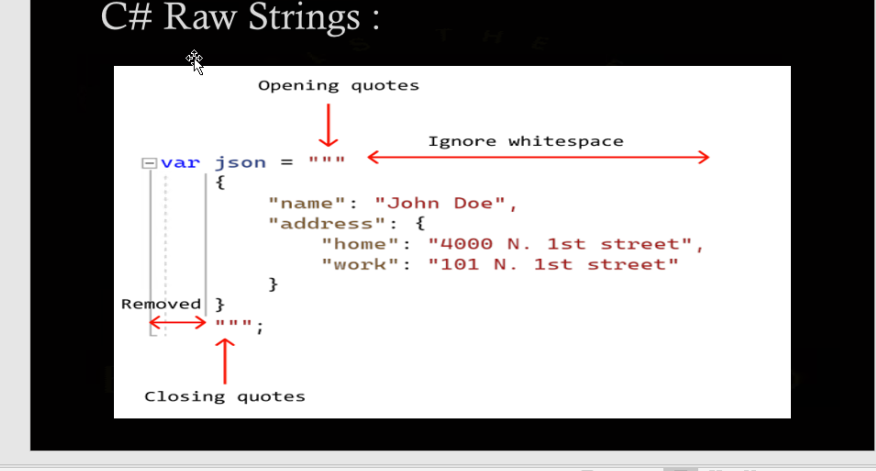 C# Raw Strings :
Opening quotes
Ignore whitespace
var json = """
{
"name": "John Doe",
"address": {
"home": "4000 N. 1st street",
"work": "101 N. 1st street"
}
Removed }
""";
Closing quotes